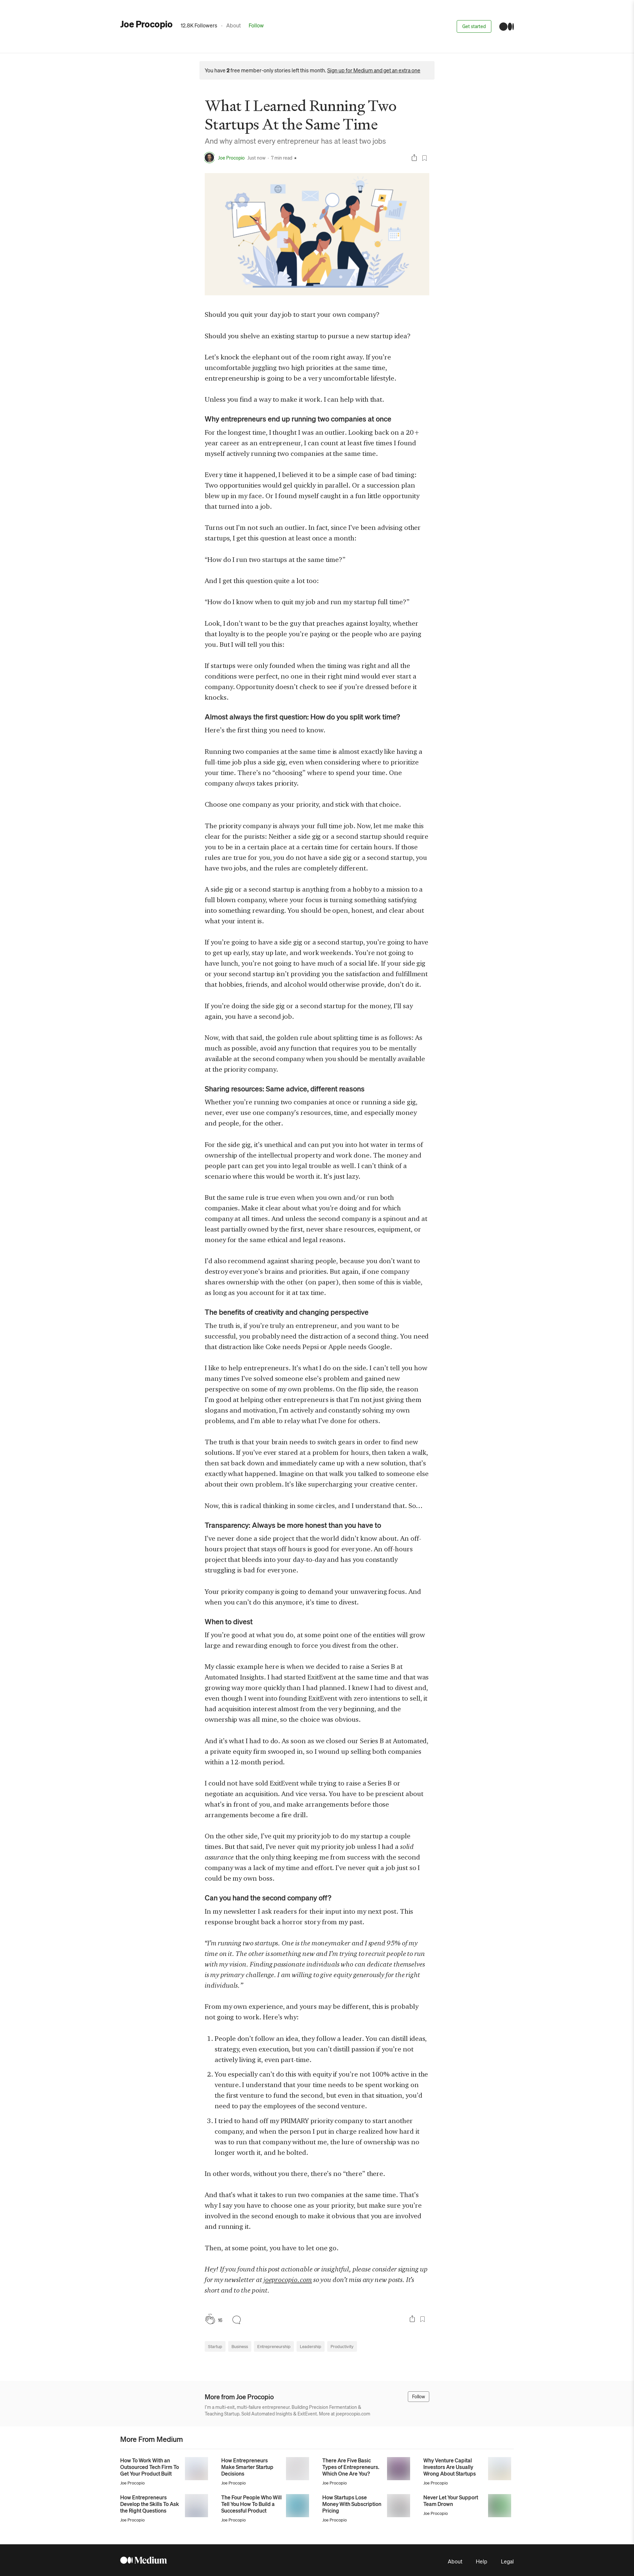 Joe Procopio
12.8K Followers · About Follow
Get started
You have 2 free member-only stories left this month. Sign up for Medium and get an extra one
What I Learned Running Two
Startups At the Same Time
And why almost every entrepreneur has at least two jobs
Joe Procopio Just now · 7 min read
Should you quit your day job to start your own company?
Should you shelve an existing startup to pursue a new startup idea?
Let's knock the elephant out of the room right away. If you're
uncomfortable juggling two high priorities at the same time,
entrepreneurship is going to be a very uncomfortable lifestyle.
Unless you find a way to make it work. I can help with that.
Why entrepreneurs end up running two companies at once
For the longest time, I thought I was an outlier. Looking back on a 20+
year career as an entrepreneur, I can count at least five times I found
myself actively running two companies at the same time.
Every time it happened, I believed it to be a simple case of bad timing:
Two opportunities would gel quickly in parallel. Or a succession plan
blew up in my face. Or I found myself caught in a fun little opportunity
that turned into a job.
Turns out I'm not such an outlier. In fact, since I've been advising other
startups, I get this question at least once a month:
“How do I run two startups at the same time?”
And I get this question quite a lot too:
“How do I know when to quit my job and run my startup full time?”
Look, I don't want to be the guy that preaches against loyalty, whether
that loyalty is to the people you're paying or the people who are paying
you. But I will tell you this:
If startups were only founded when the timing was right and all the
conditions were perfect, no one in their right mind would ever start a
company. Opportunity doesn't check to see if you're dressed before it
knocks.
Almost always the first question: How do you split work time?
Here's the first thing you need to know.
Running two companies at the same time is almost exactly like having a
full-time job plus a side gig, even when considering where to prioritize
your time. There's no “choosing” where to spend your time. One
company always takes priority.
Choose one company as your priority, and stick with that choice.
The priority company is always your full time job. Now, let me make this
clear for the purists: Neither a side gig or a second startup should require
you to be in a certain place at a certain time for certain hours. If those
rules are true for you, you do not have a side gig or a second startup, you
have two jobs, and the rules are completely different.
A side gig or a second startup is anything from a hobby to a mission to a
full blown company, where your focus is turning something satisfying
into something rewarding. You should be open, honest, and clear about
what your intent is.
If you're going to have a side gig or a second startup, you're going to have
to get up early, stay up late, and work weekends. You're not going to
have lunch, you're not going to have much of a social life. If your side gig
or your second startup isn't providing you the satisfaction and fulfillment
that hobbies, friends, and alcohol would otherwise provide, don't do it.
If you're doing the side gig or a second startup for the money, I'll say
again, you have a second job.
Now, with that said, the golden rule about splitting time is as follows: As
much as possible, avoid any function that requires you to be mentally
available at the second company when you should be mentally available
at the priority company.
Sharing resources: Same advice, different reasons
Whether you're running two companies at once or running a side gig,
never, ever use one company's resources, time, and especially money
and people, for the other.
For the side gig, it's unethical and can put you into hot water in terms of
ownership of the intellectual property and work done. The money and
people part can get you into legal trouble as well. I can't think of a
scenario where this would be worth it. It's just lazy.
But the same rule is true even when you own and/or run both
companies. Make it clear about what you're doing and for which
company at all times. And unless the second company is a spinout and at
least partially owned by the first, never share resources, equipment, or
money for the same ethical and legal reasons.
I'd also recommend against sharing people, because you don't want to
destroy everyone's brains and priorities. But again, if one company
shares ownership with the other (on paper), then some of this is viable,
as long as you account for it at tax time.
The benefits of creativity and changing perspective
The truth is, if you're truly an entrepreneur, and you want to be
successful, you probably need the distraction of a second thing. You need
that distraction like Coke needs Pepsi or Apple needs Google.
I like to help entrepreneurs. It's what I do on the side. I can't tell you how
many times I've solved someone else's problem and gained new
perspective on some of my own problems. On the flip side, the reason
I'm good at helping other entrepreneurs is that I'm not just giving them
slogans and motivation, I'm actively and constantly solving my own
problems, and I'm able to relay what I've done for others.
The truth is that your brain needs to switch gears in order to find new
solutions. If you've ever stared at a problem for hours, then taken a walk,
then sat back down and immediately came up with a new solution, that's
exactly what happened. Imagine on that walk you talked to someone else
about their own problem. It's like supercharging your creative center.
Now, this is radical thinking in some circles, and I understand that. So…
Transparency: Always be more honest than you have to
I've never done a side project that the world didn't know about. An off-
hours project that stays off hours is good for everyone. An off-hours
project that bleeds into your day-to-day and has you constantly
struggling is bad for everyone.
Your priority company is going to demand your unwavering focus. And
when you can't do this anymore, it's time to divest.
When to divest
If you're good at what you do, at some point one of the entities will grow
large and rewarding enough to force you divest from the other.
My classic example here is when we decided to raise a Series B at
Automated Insights. I had started ExitEvent at the same time and that was
growing way more quickly than I had planned. I knew I had to divest and,
even though I went into founding ExitEvent with zero intentions to sell, it
had acquisition interest almost from the very beginning, and the
ownership was all mine, so the choice was obvious.
And it's what I had to do. As soon as we closed our Series B at Automated,
a private equity firm swooped in, so I wound up selling both companies
within a 12-month period.
I could not have sold ExitEvent while trying to raise a Series B or
negotiate an acquisition. And vice versa. You have to be prescient about
what's in front of you, and make arrangements before those
arrangements become a fire drill.
On the other side, I've quit my priority job to do my startup a couple
times. But that said, I've never quit my priority job unless I had a solid
assurance that the only thing keeping me from success with the second
company was a lack of my time and effort. I've never quit a job just so I
could be my own boss.
Can you hand the second company off?
In my newsletter I ask readers for their input into my next post. This
response brought back a horror story from my past.
“I'm running two startups. One is the moneymaker and I spend 95% of my
time on it. The other is something new and I'm trying to recruit people to run
with my vision. Finding passionate individuals who can dedicate themselves
is my primary challenge. I am willing to give equity generously for the right
individuals.”
From my own experience, and yours may be different, this is probably
not going to work. Here's why:
1. People don't follow an idea, they follow a leader. You can distill ideas,
strategy, even execution, but you can't distill passion if you're not
actively living it, even part-time.
2. You especially can't do this with equity if you're not 100% active in the
venture. I understand that your time needs to be spent working on
the first venture to fund the second, but even in that situation, you'd
need to pay the employees of the second venture.
3. I tried to hand off my PRIMARY priority company to start another
company, and when the person I put in charge realized how hard it
was to run that company without me, the lure of ownership was no
longer worth it, and he bolted.
In other words, without you there, there's no “there” there.
And that's what it takes to run two companies at the same time. That's
why I say you have to choose one as your priority, but make sure you're
involved in the second enough to make it obvious that you are involved
and running it.
Then, at some point, you have to let one go.
Hey! If you found this post actionable or insightful, please consider signing up
for my newsletter at joeprocopio.com so you don't miss any new posts. It's
short and to the point.
Startup Business Entrepreneurship Leadership Productivity
More from Joe Procopio
Follow
I'm a multi-exit, multi-failure entrepreneur. Building Precision Fermentation &
Teaching Startup. Sold Automated Insights & ExitEvent. More at joeprocopio.com
More From Medium
How To Work With an
Outsourced Tech Firm To
Get Your Product Built
Joe Procopio
How Entrepreneurs
Make Smarter Startup
Decisions
Joe Procopio
There Are Five Basic
Types of Entrepreneurs.
Which One Are You?
Joe Procopio
Why Venture Capital
Investors Are Usually
Wrong About Startups
Joe Procopio
How Entrepreneurs
Develop the Skills To Ask
the Right Questions
Joe Procopio
The Four People Who Will
Tell You How To Build a
Successful Product
Joe Procopio
How Startups Lose
Money With Subscription
Pricing
Joe Procopio
Never Let Your Support
Team Drown
Joe Procopio
Medium
About Help Legal